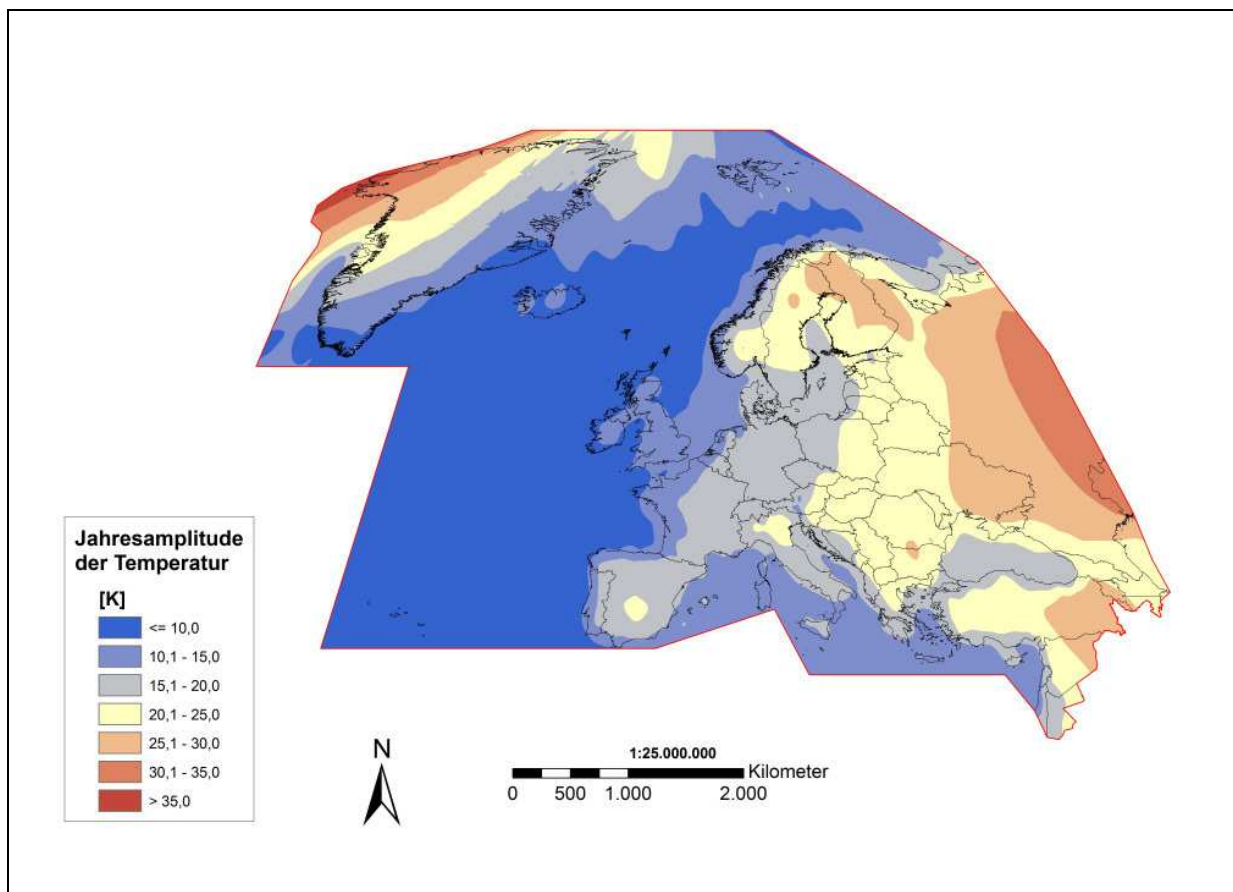 Jahresamplitude
der Temperatur
[K]
<= 10,0
10,1 - 15,0
15,1 - 20,0
20,1 - 25,0
25,1 - 30,0
30,1 - 35,0
> 35,0
N
1:25.000.000
Kilometer
0 500 1.000 2.000